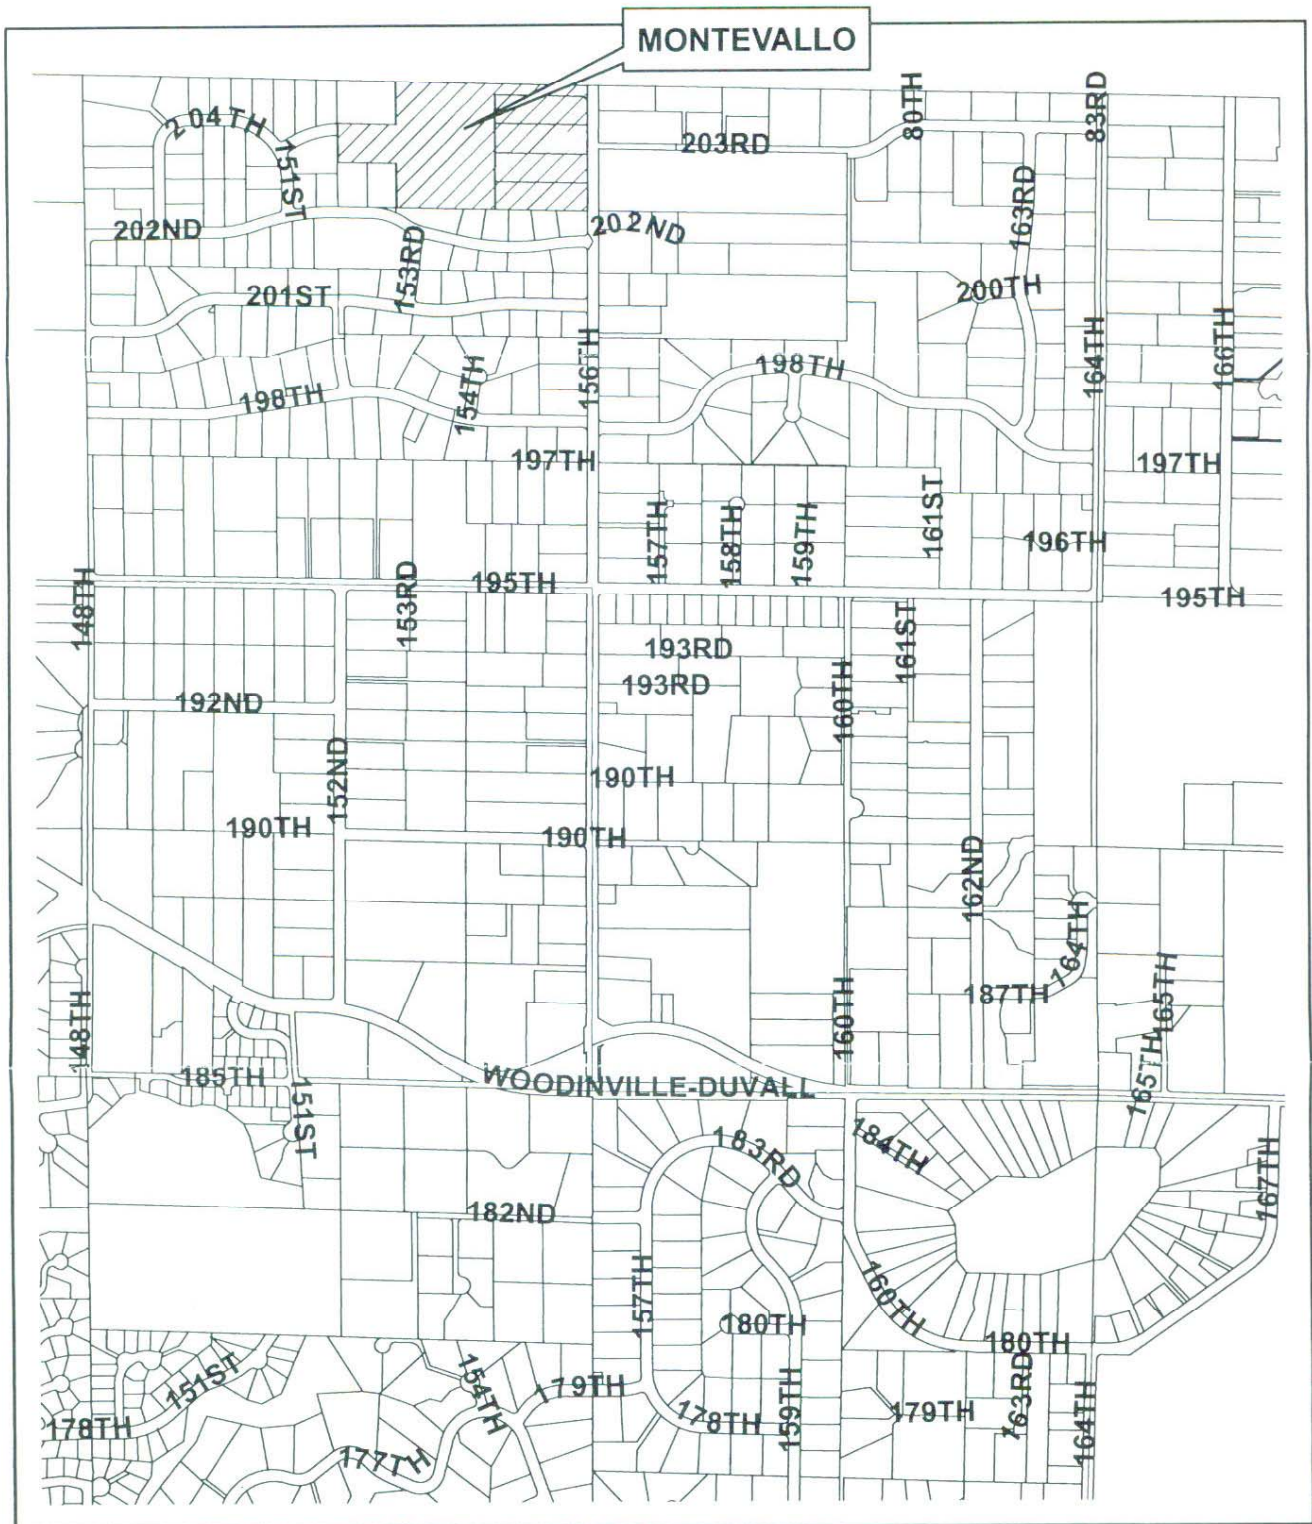 MONTEVALLO
204TH
151ST
80TH
83RD
203RD
163RD
202ND
202ND
153RD
201ST
200TH
156TH
164TH
166TH
198TH
154TH
198TH
197TH
197TH
157TH
158TH
159TH
161ST
196TH
195TH
195TH
148TH
153RD
193RD
161ST
193RD
160TH
192ND
152ND
190TH
190TH
190TH
162ND
164TH
187TH
165TH
148TH
160TH
165TH
185TH
151ST
WOODINVILLE-DUVALL
183RD
184TH
167TH
182ND
157TH
160TH
180TH
180TH
151ST
154TH
179TH
163RD
178TH
178TH
159TH
179TH
164TH
177TH